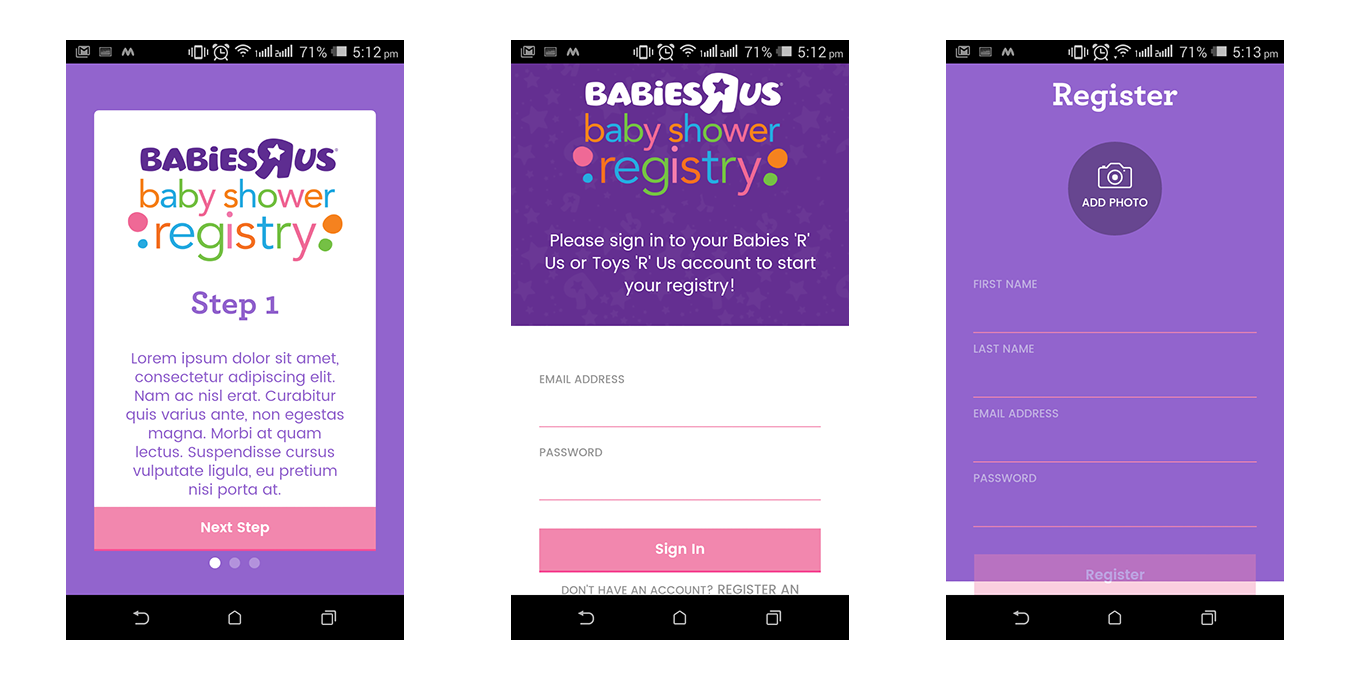 71% 5:12 pm
BABiESRUS
baby shower
registry
Step 1
Lorem ipsum dolor sit amet,
consectetur adipiscing elit.
Nam ac nisl erat. Curabitur
quis varius ante, non egestas
magna. Morbi at quam
lectus. Suspendisse cursus
vulputate ligula, eu pretium
nisi porta at.
Next Step
71% 5:12 pm
BABiESRUS
baby shower
registry
Please sign in to your Babies 'R'
Us or Toys 'R' Us account to start
your registry!
EMAIL ADDRESS
PASSWORD
Sign In
DON'T HAVE AN ACCOUNT? REGISTER AN
71% 5:13 pm
Register
ADD PHOTO
FIRST NAME
LAST NAME
EMAIL ADDRESS
PASSWORD
Register